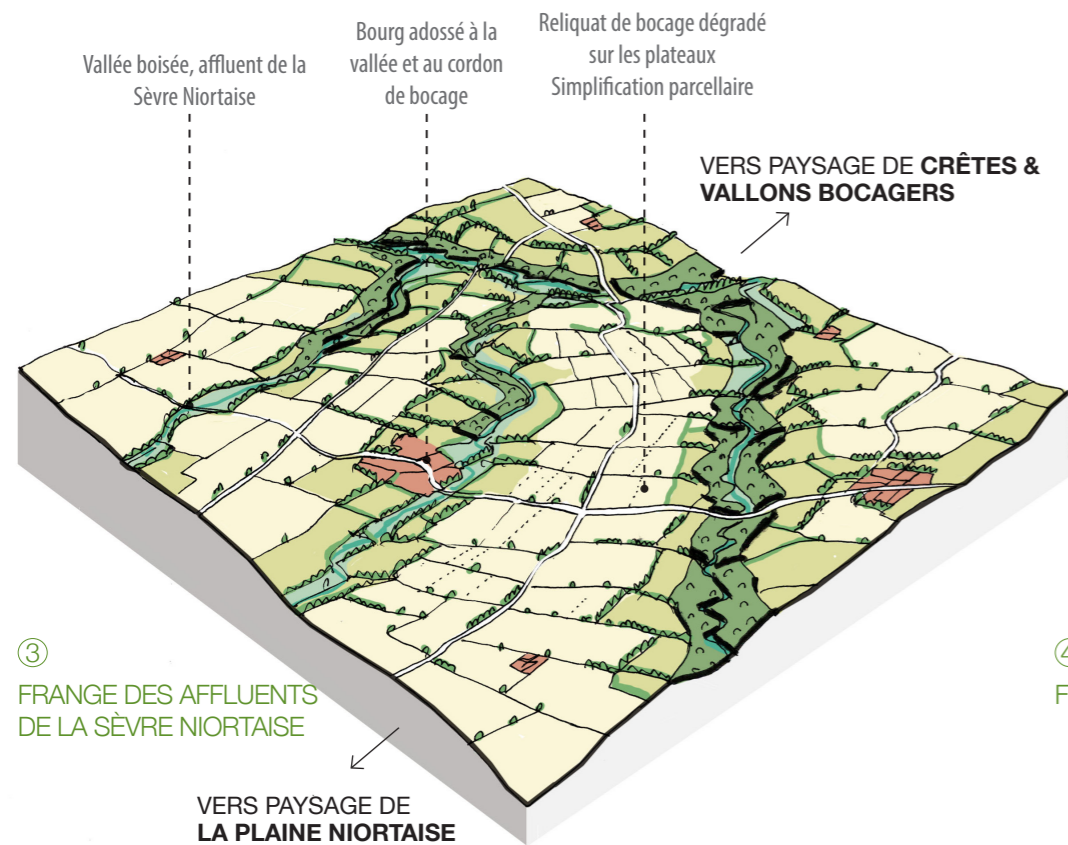 Vallée boisée, affluent de la
Sèvre Niortaise
Bourg adossé à la
vallée et au cordon
de bocage
Reliquat de bocage dégradé
sur les plateaux
Simplification parcellaire
VERS PAYSAGE DE CRÊTES &
VALLONS BOCAGERS
③
FRANGE DES AFFLUENTS
DE LA SÈVRE NIORTAISE
VERS PAYSAGE DE
LA PLAINE NIORTAISE